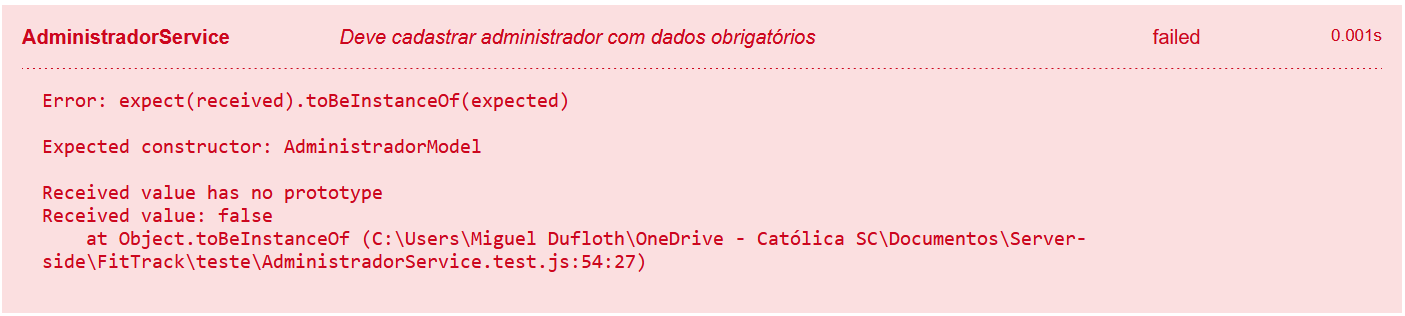 AdministradorService Deve cadastrar administrador com dados obrigatórios failed 0.001s
Error: expect(received).toBeInstanceOf(expected)
Expected constructor: AdministradorModel
Received value has no prototype
Received value: false
at Object.toBeInstanceOf (C:\Users\Miguel Dufloth\OneDrive - Católica SC\Documentos\Server-
side\FitTrack\teste\AdministradorService.test.js:54:27)